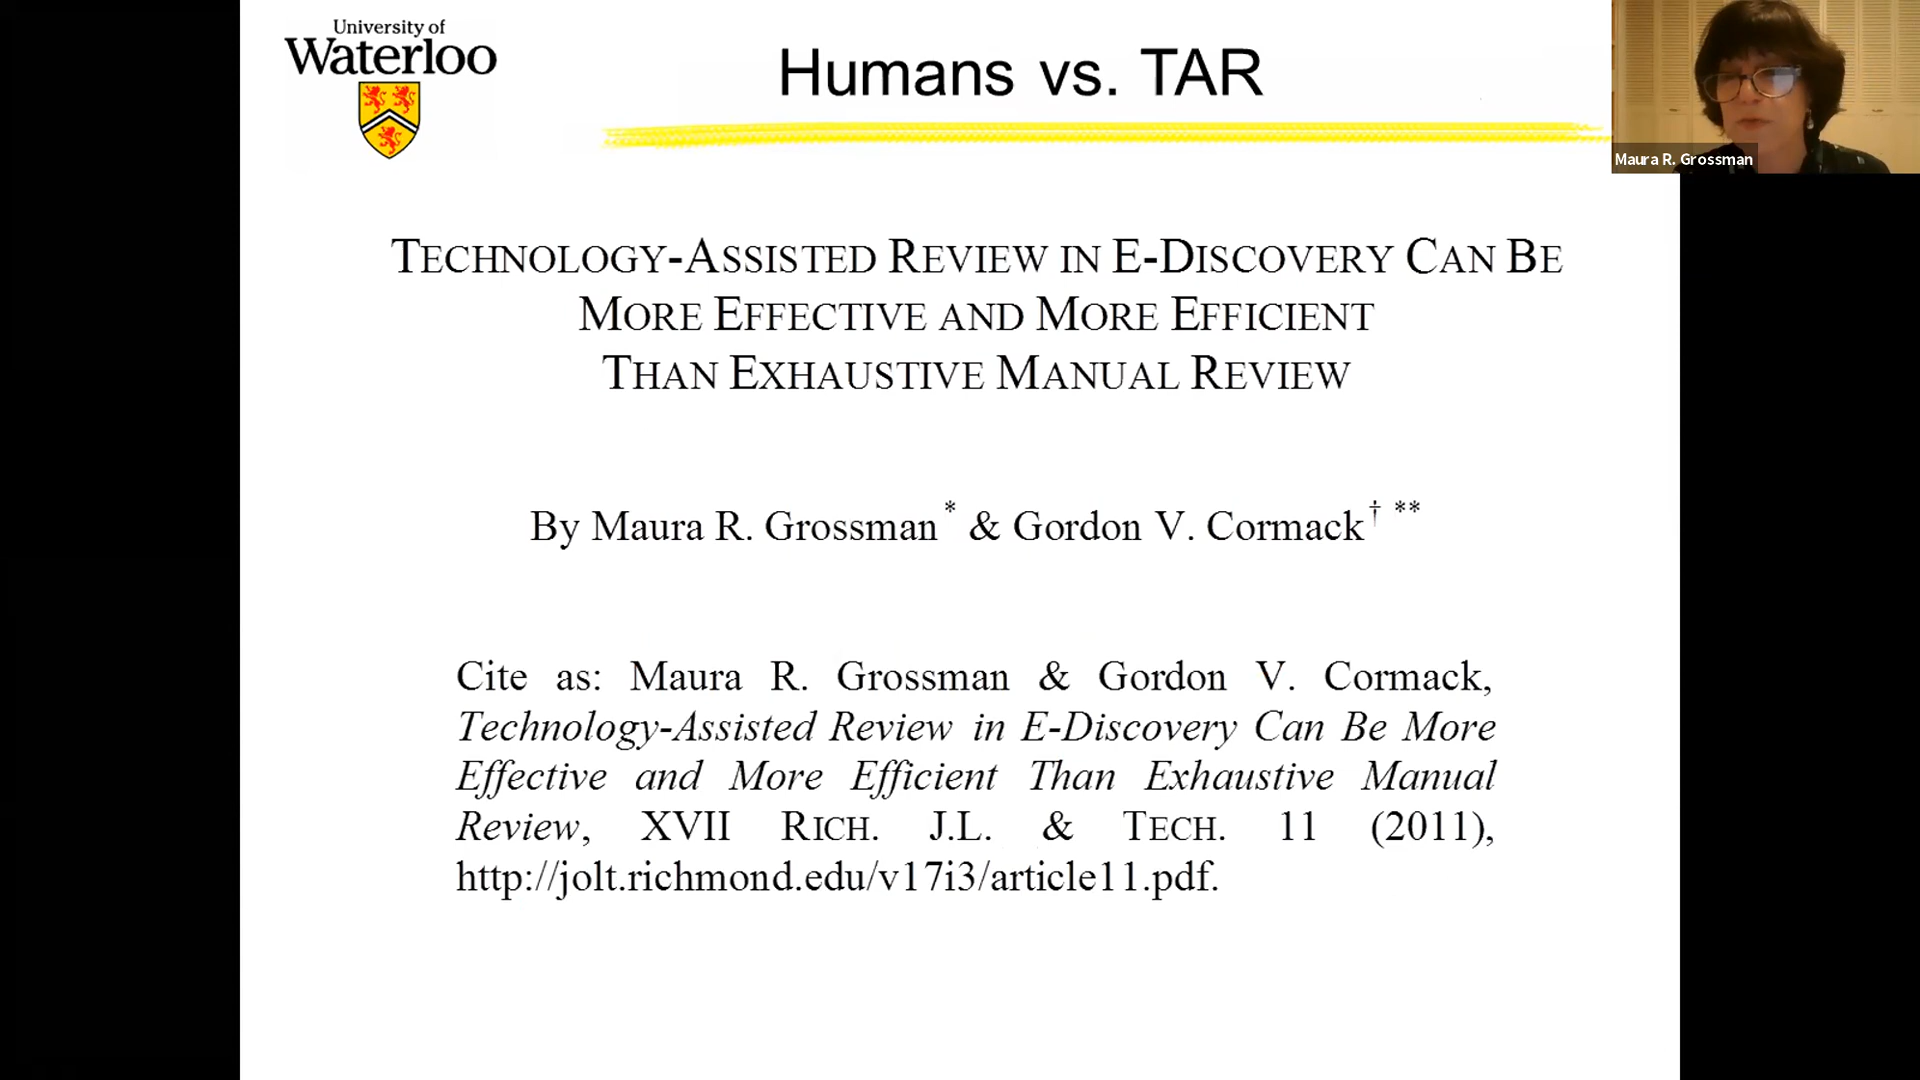 University of
Waterloo
Humans vs. TAR
Maura R. Grossman
TECHNOLOGY-ASSISTED REVIEW IN E-DISCOVERY CAN BE
MORE EFFECTIVE AND MORE EFFICIENT
THAN EXHAUSTIVE MANUAL REVIEW
By Maura R. Grossman* & Gordon V. Cormack† **
Cite as: Maura R. Grossman & Gordon V. Cormack,
Technology-Assisted Review in E-Discovery Can Be More
Effective and More Efficient Than Exhaustive Manual
Review, XVII RICH. J.L. & TECH. 11 (2011),
http://jolt.richmond.edu/v17i3/article11.pdf.